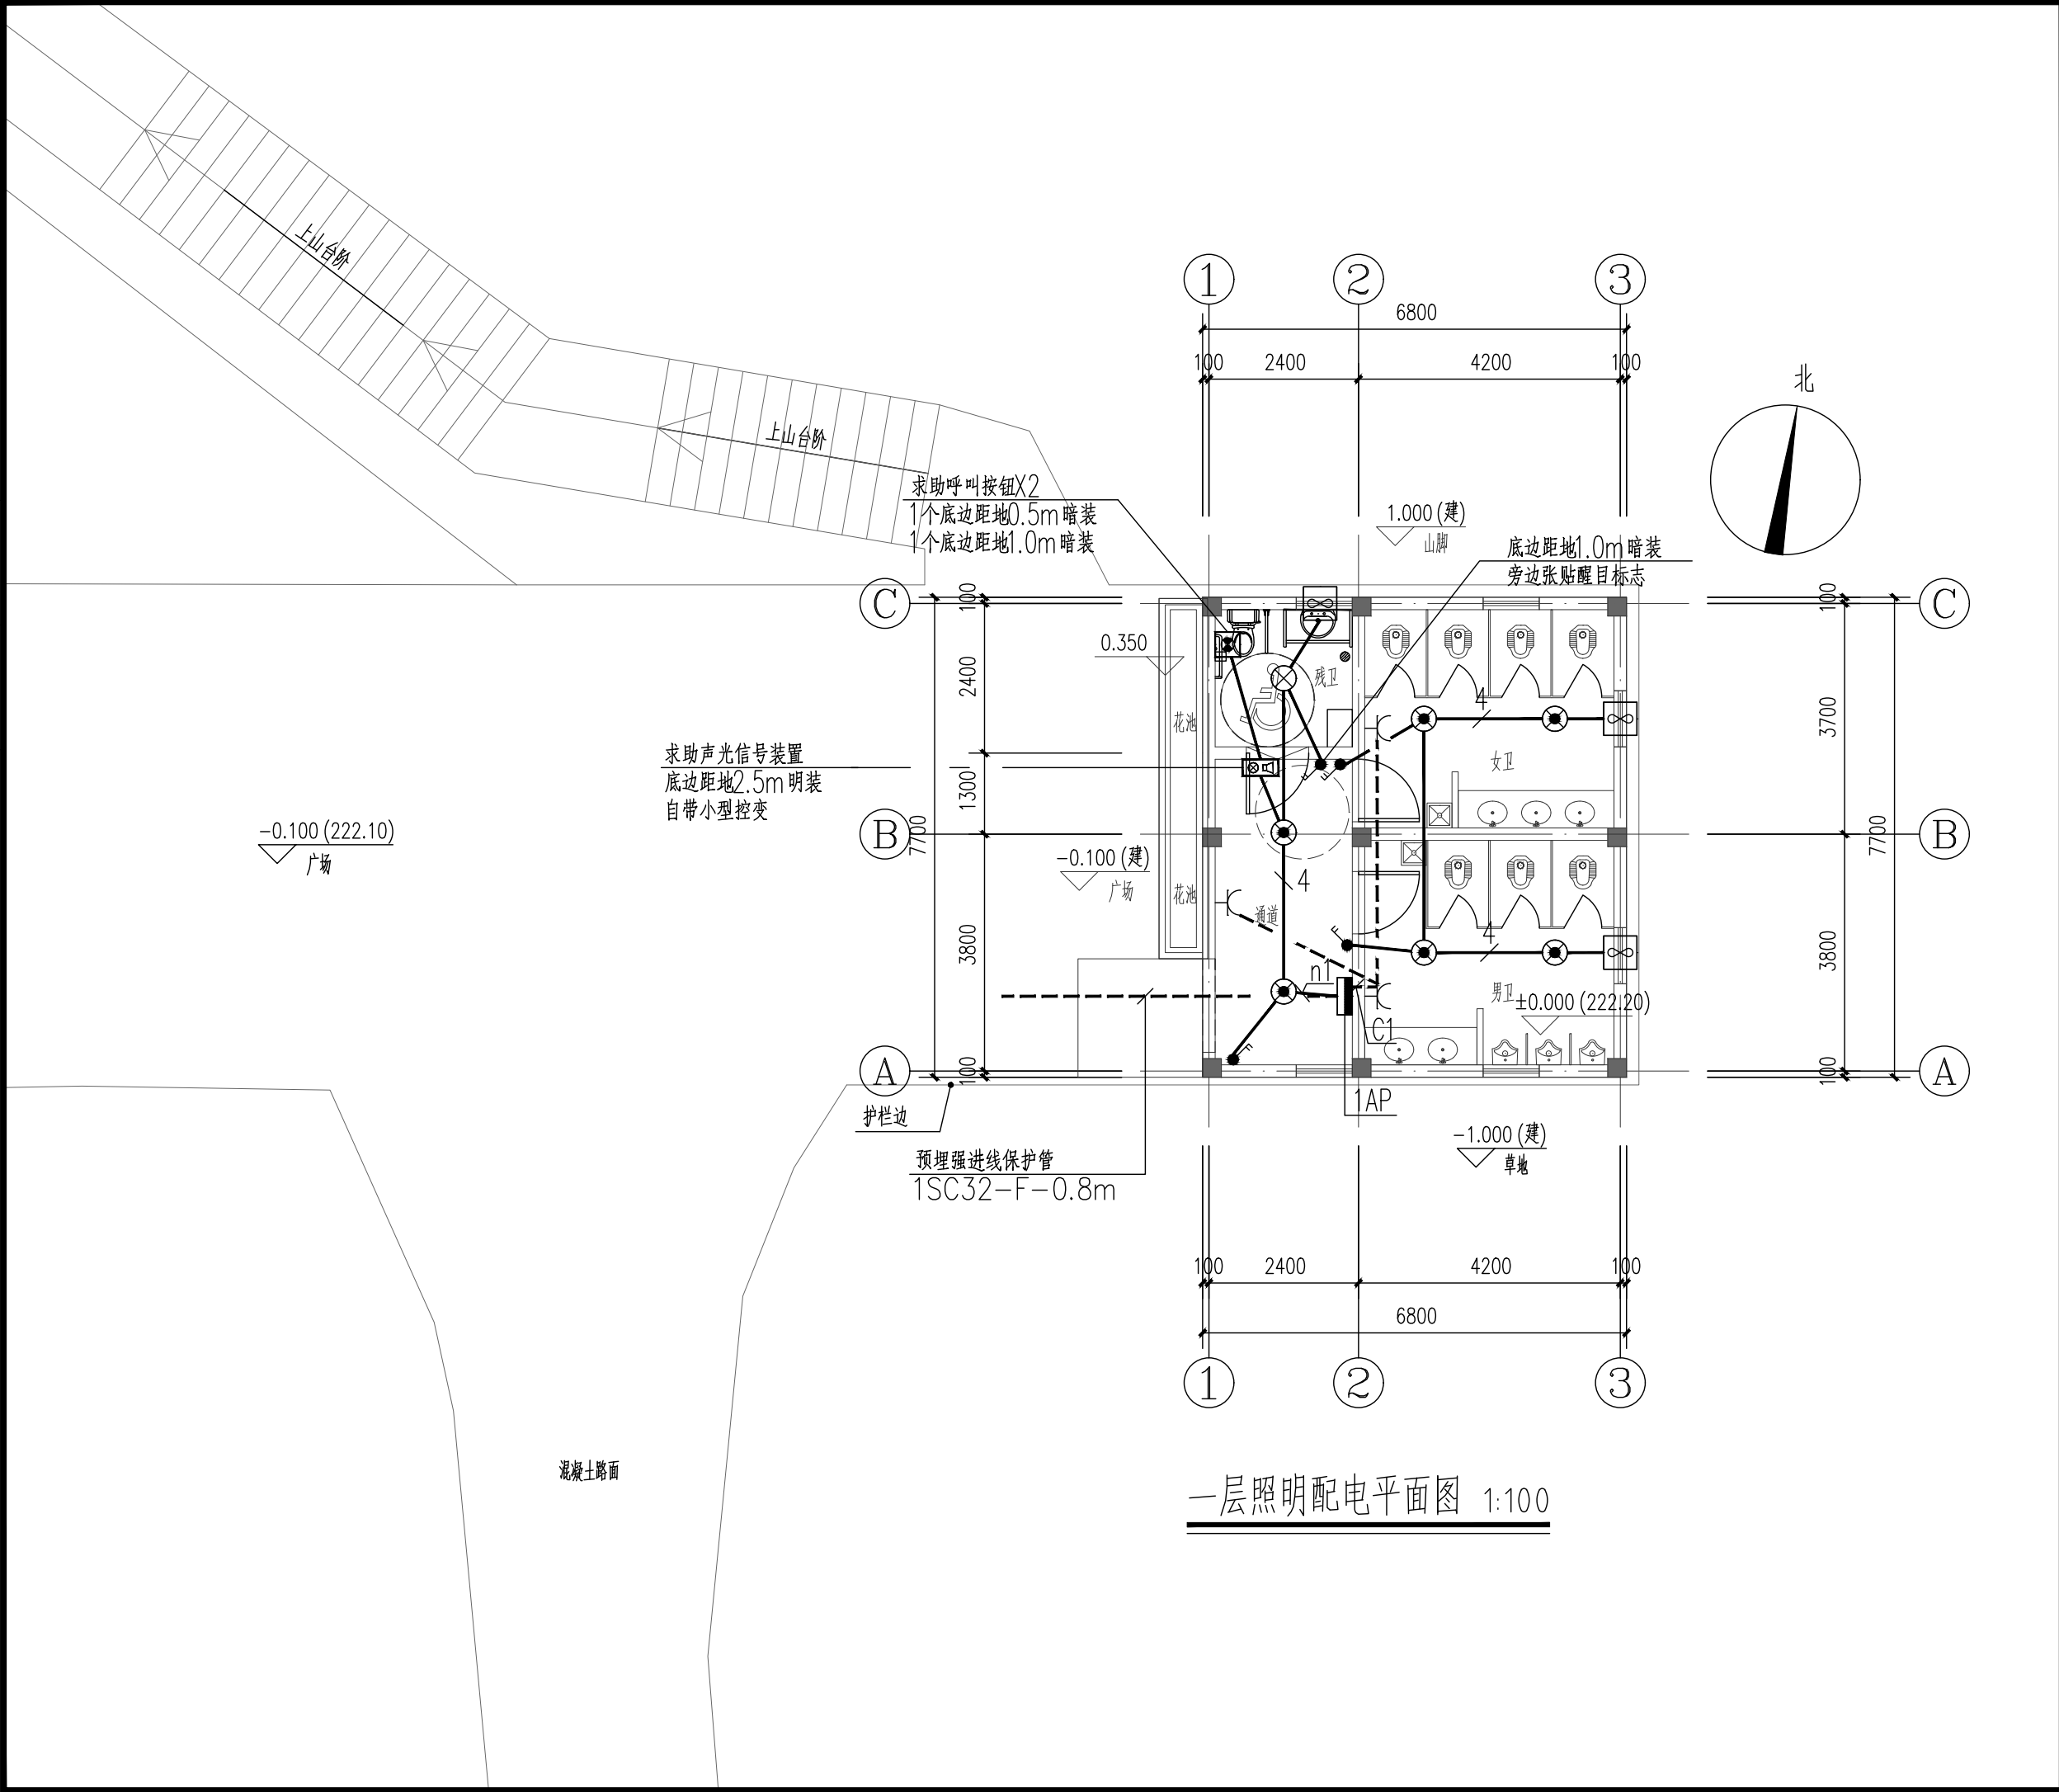 上山台阶
上山台阶
1
2
3
6800
100
2400
4200
100
北
求助呼叫按钮X2
1个底边距地0.5m暗装
1个底边距地1.0m暗装
1.000(建)
山脚
底边距地1.0m暗装
旁边张贴醒目标志
C
100
100
C
0.350
2400
残卫
花池
4
3700
求助声光信号装置
底边距地2.5m明装
自带小型控变
1300
女卫
-0.100(222.10)
广场
B
7700
7700
B
-0.100(建)
广场
花池
4
通道
4
3800
3800
n1
男卫
±0.000(222.20)
C1
A
100
100
A
1AP
护栏边
-1.000(建)
草地
预埋强进线保护管
1SC32-F-0.8m
100
2400
4200
100
6800
1
2
3
混凝土路面
一层照明配电平面图 1:100